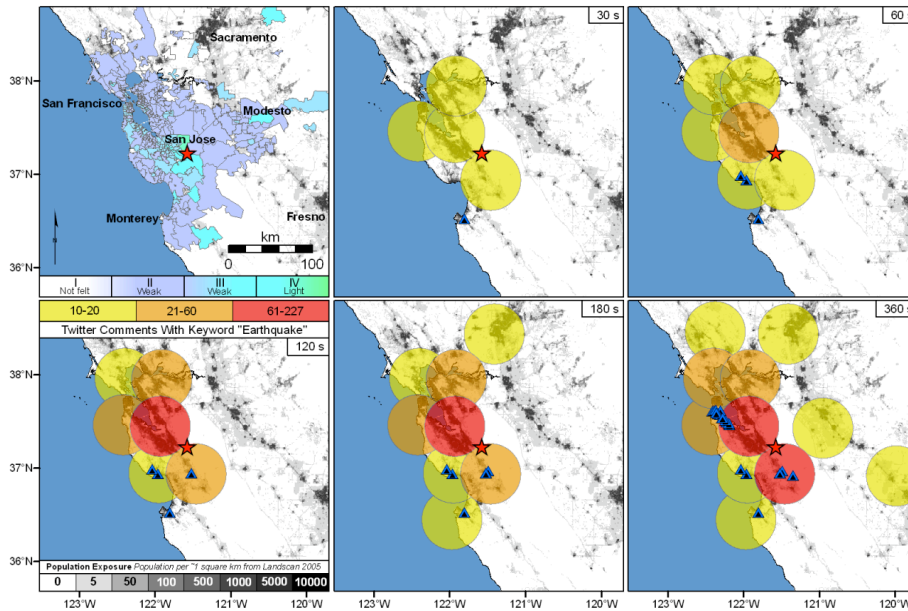 30 s
60 s
Sacramento
38°N
San Francisco
Modesto
San Jose
37°N
Monterey
Fresno
km
0 100
36°N
I II III IV
Not felt Weak Weak Light
10-20 21-60 61-227
Twitter Comments With Keyword "Earthquake"
120 s
180 s
360 s
38°N
37°N
36°N
Population Exposure Population per ~1 square km from Landscan 2005
0 5 50 100 500 1000 5000 10000
123°W 122°W 121°W 120°W
123°W 122°W 121°W 120°W
123°W 122°W 121°W 120°W